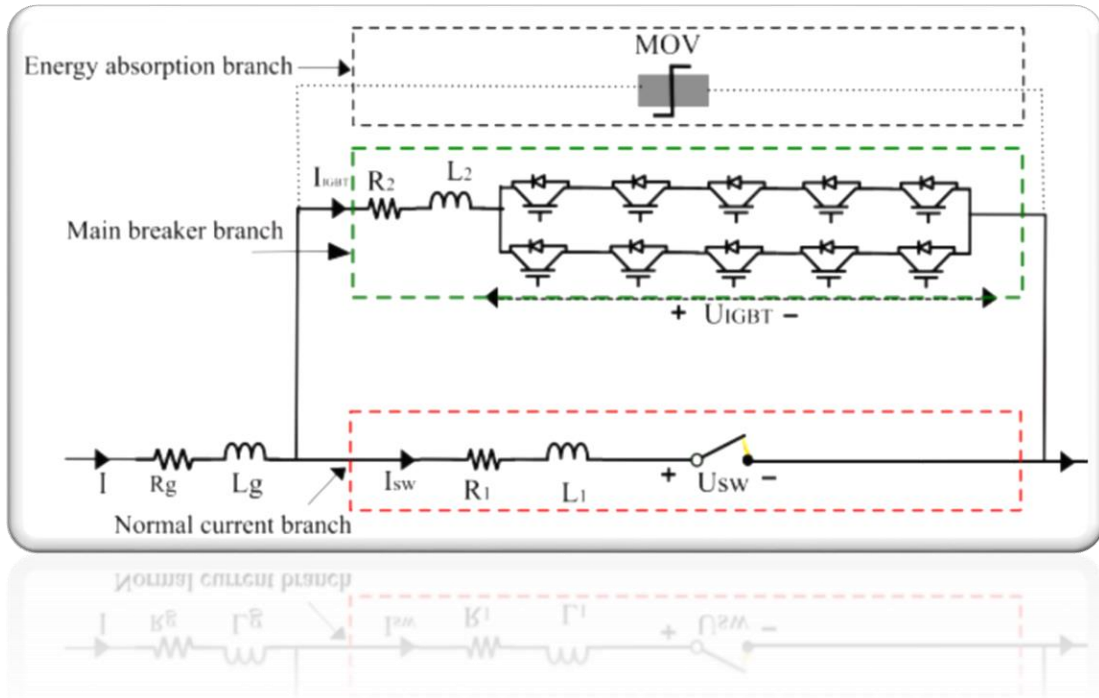 MOV
Energy absorption branch
IIGBT R2 L2
Main breaker branch
+ UIGBT −
I Rg Lg Isw R1 L1 + Usw −
Normal current branch